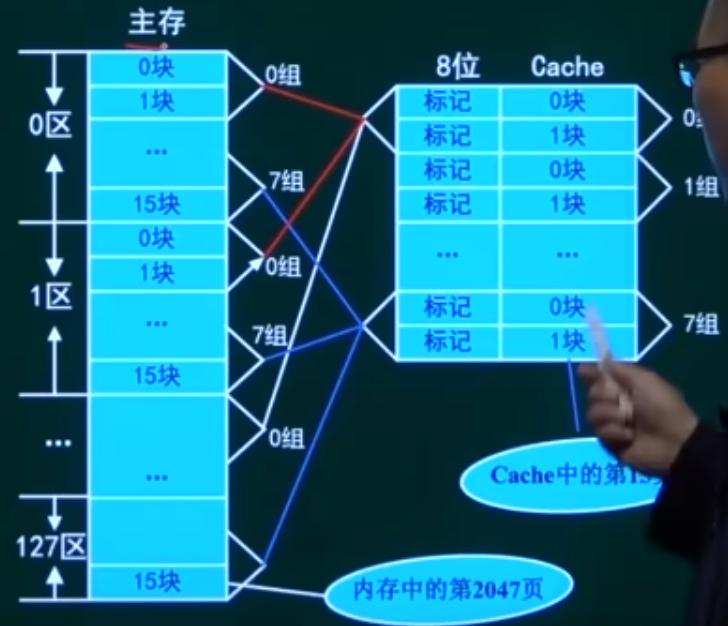 主存
0块
1块
...
15块
0块
1块
...
15块
...
15块
0区
1区
...
127区
0组
7组
0组
7组
0组
8位 Cache
标记 0块
标记 1块
标记 0块
标记 1块
... ...
标记 0块
标记 1块
1组
7组
Cache中的第15
内存中的第2047页